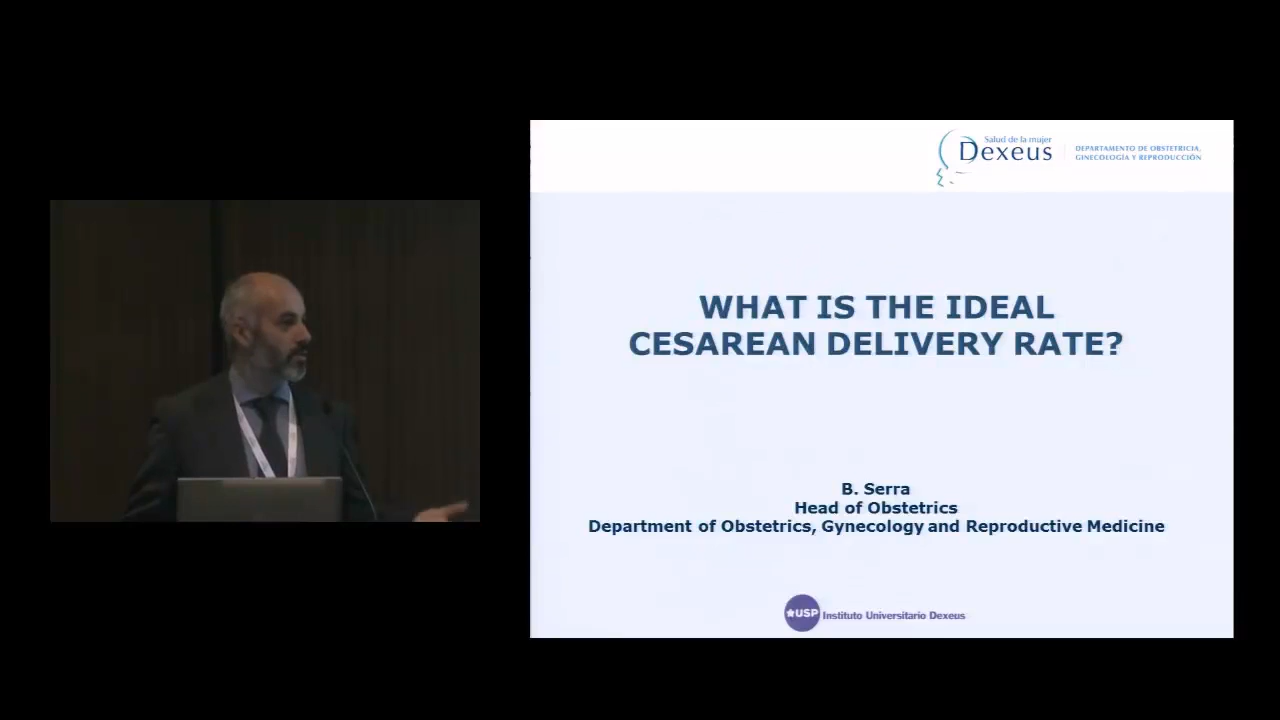 Salud de la mujer
Dexeus
DEPARTAMENTO DE OBSTETRICIA,
GINECOLOGÍA Y REPRODUCCIÓN
WHAT IS THE IDEAL
CESAREAN DELIVERY RATE?
B. Serra
Head of Obstetrics
Department of Obstetrics, Gynecology and Reproductive Medicine
USP Instituto Universitario Dexeus